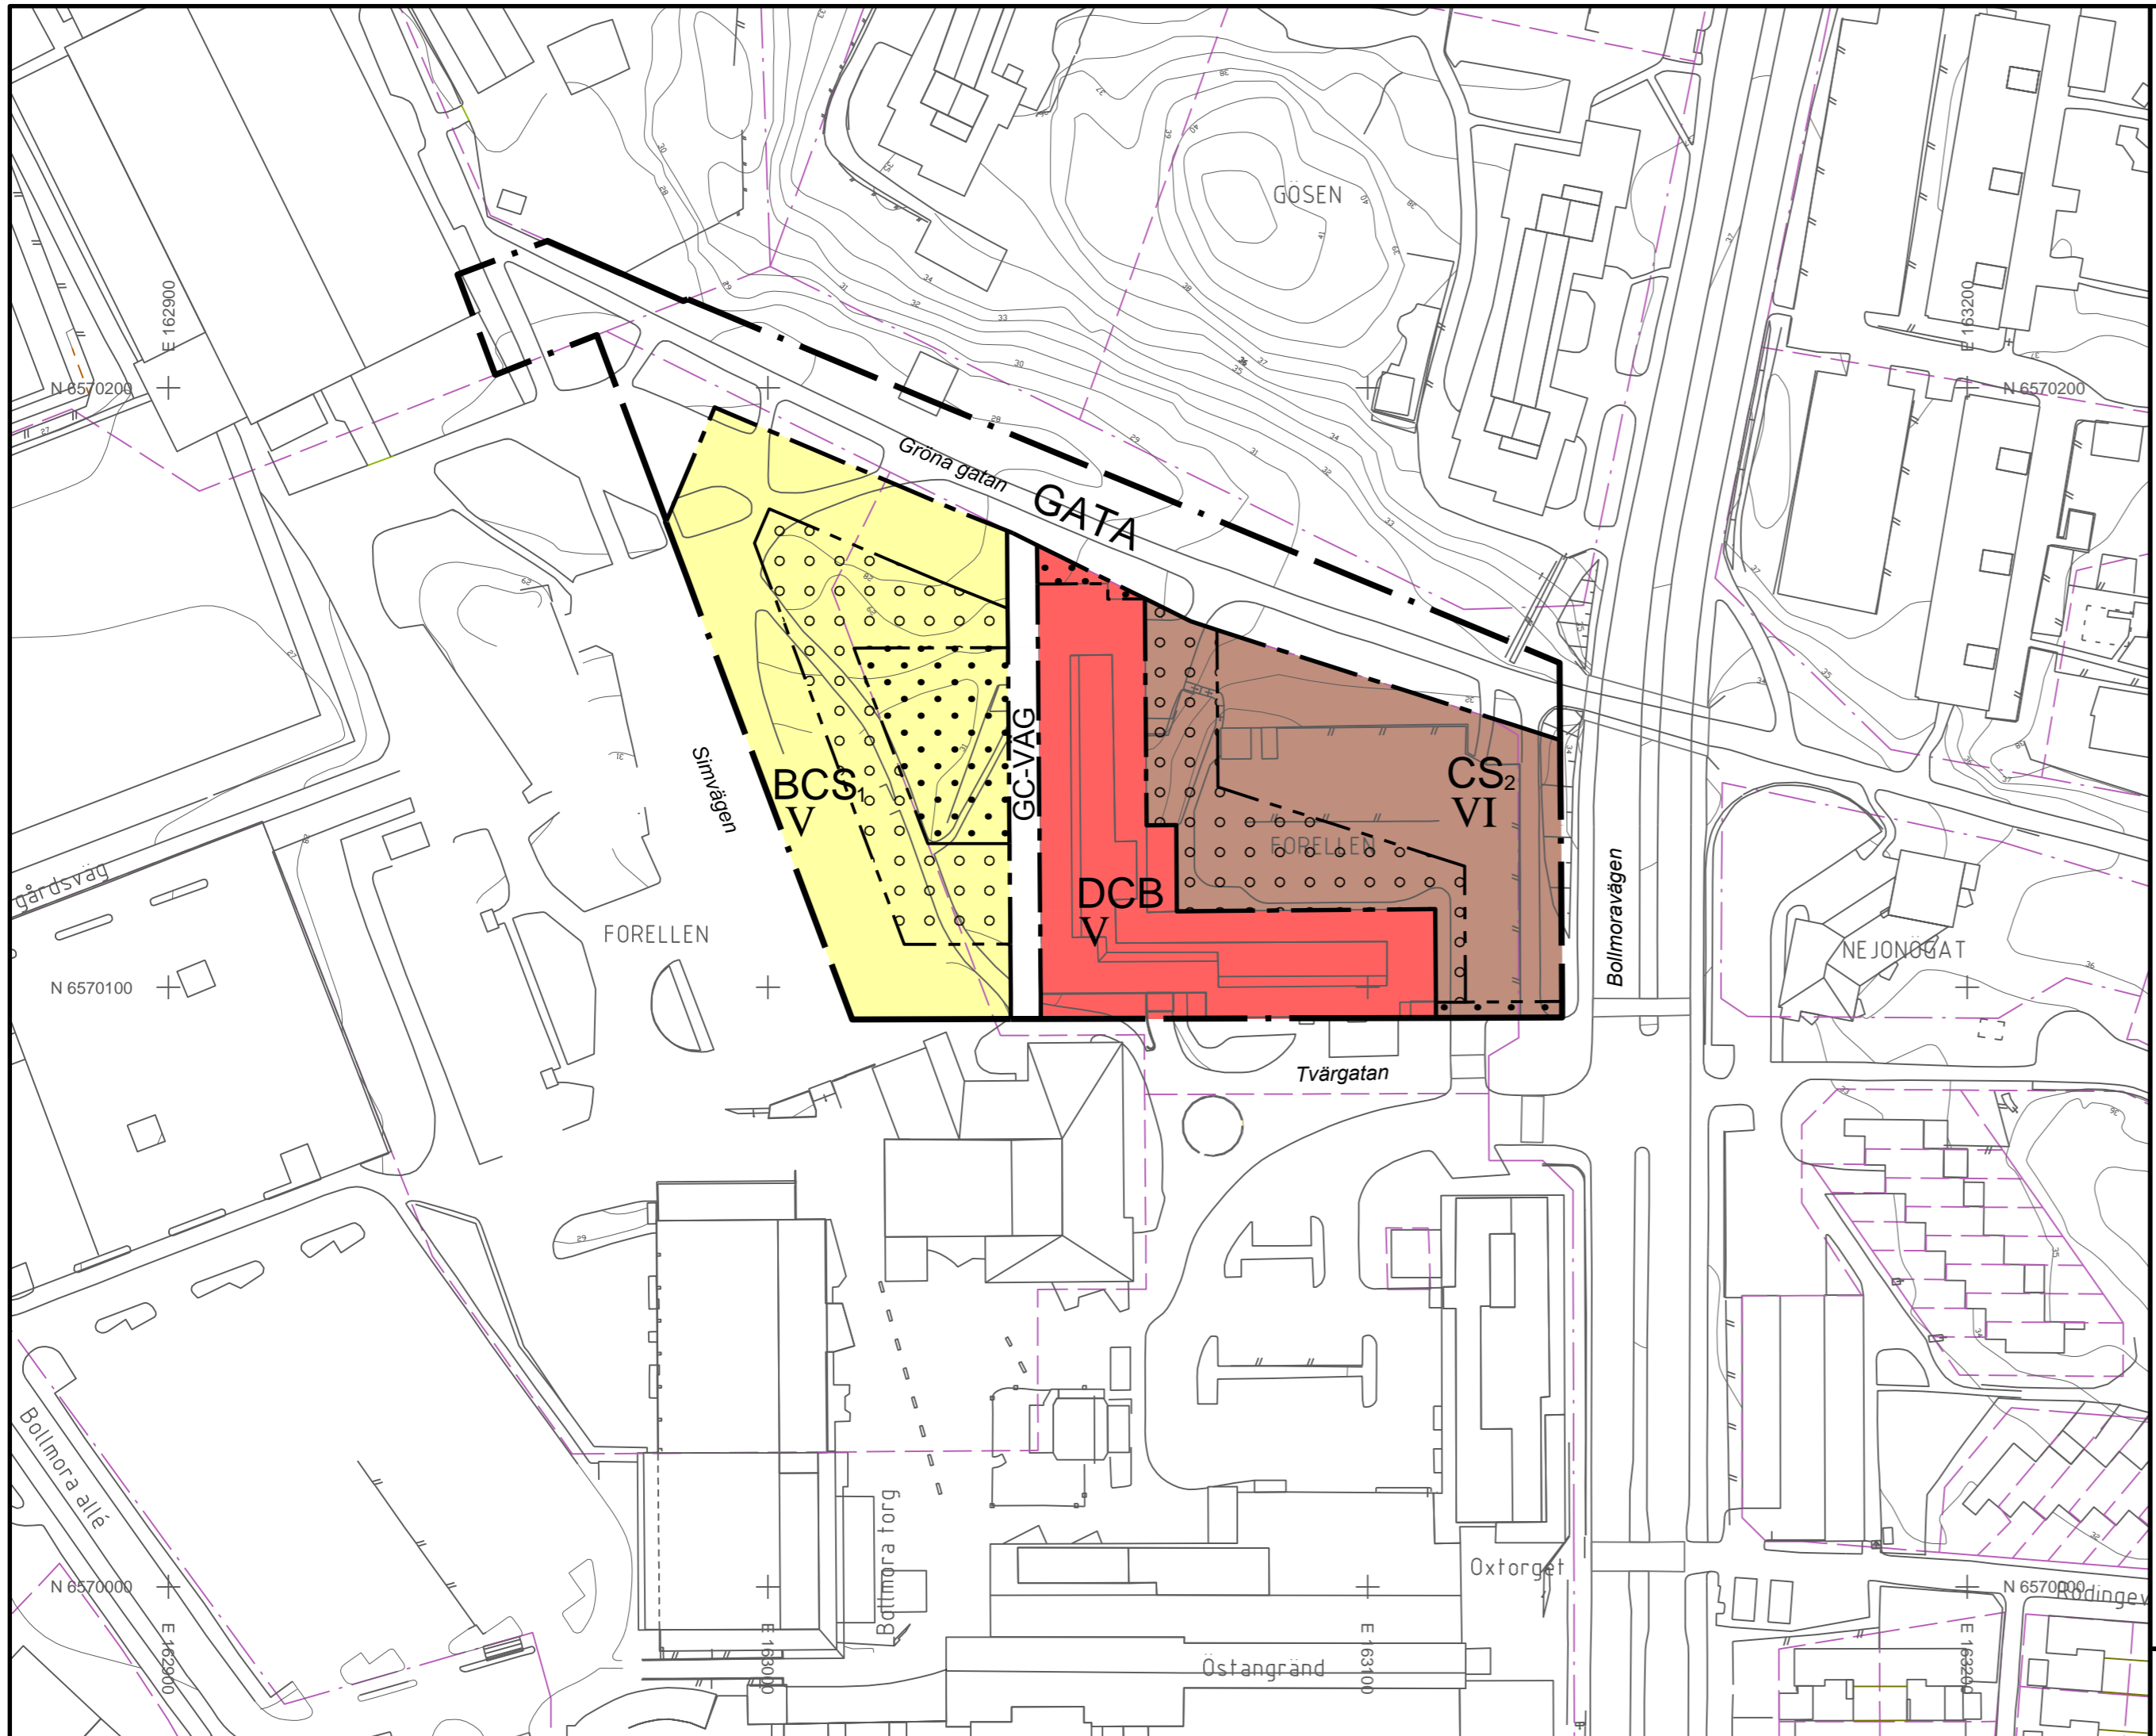 GÖSEN
E 162900
E 163200
N 6570200
N 6570200
Gröna gatan
GATA
GC-VÄG
Simvägen
BCS1
V
CS2
VI
FORELLEN
DCB
V
Bollmoravägen
gårdsväg
FORELLEN
NEJONÖGAT
N 6570100
Tvärgatan
Bollmora allé
Bollmora torg
Oxtorget
N 6570000
N 6570000
Rödingev
E 162900
E 163000
E 163100
E 163200
Östangränd